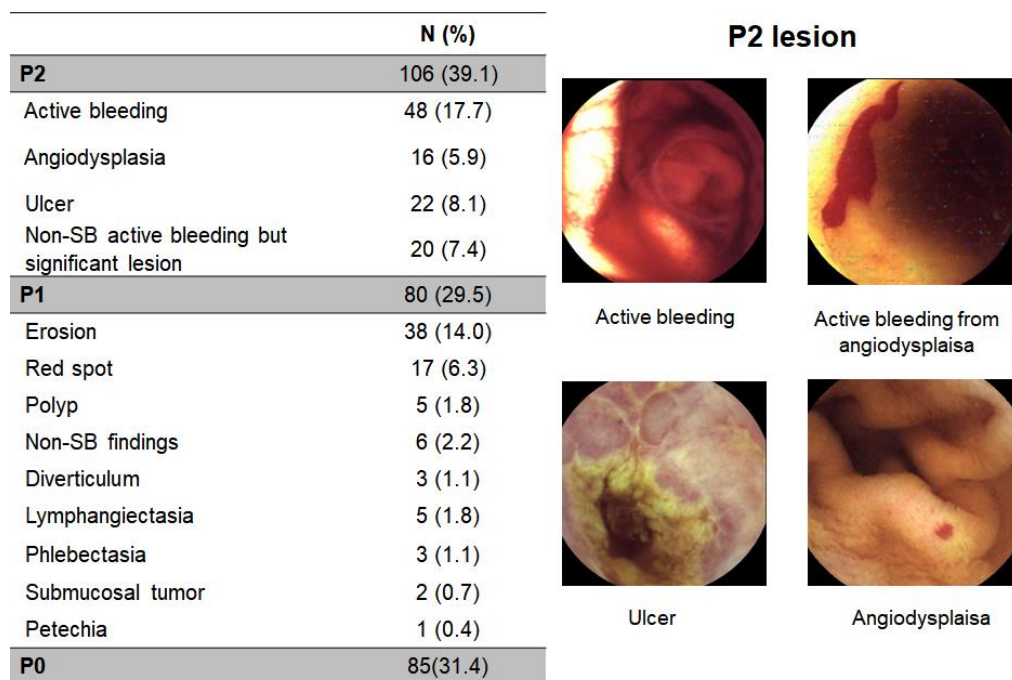 N (%)
P2 106 (39.1)
Active bleeding 48 (17.7)
Angiodysplasia 16 (5.9)
Ulcer 22 (8.1)
Non-SB active bleeding but
significant lesion 20 (7.4)
P1 80 (29.5)
Erosion 38 (14.0)
Red spot 17 (6.3)
Polyp 5 (1.8)
Non-SB findings 6 (2.2)
Diverticulum 3 (1.1)
Lymphangiectasia 5 (1.8)
Phlebectasia 3 (1.1)
Submucosal tumor 2 (0.7)
Petechia 1 (0.4)
P0 85(31.4)
P2 lesion
Active bleeding
Active bleeding from
angiodysplaisa
Ulcer
Angiodysplaisa